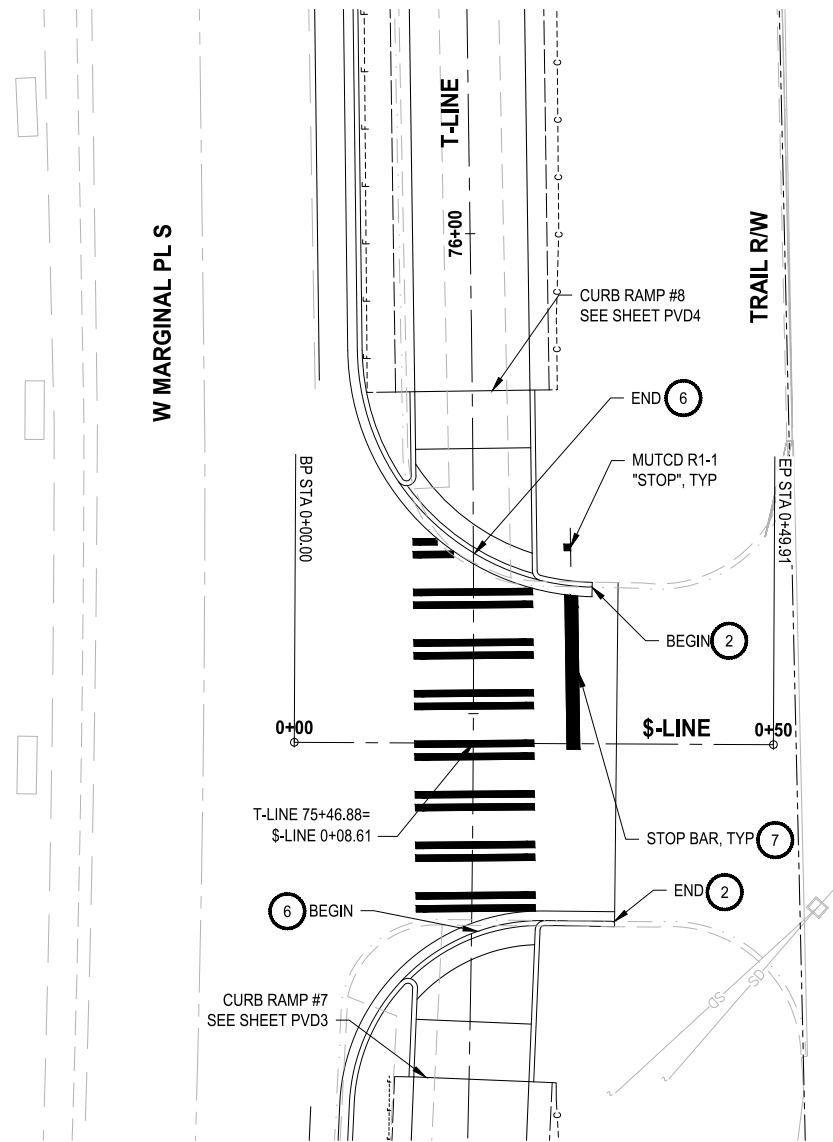 T-LINE
76+00
W MARGINAL PL S
TRAIL R/W
CURB RAMP #8
SEE SHEET PVD4
END 6
MUTCD R1-1
"STOP", TYP
BP STA 0+00.00
EP STA 0+49.91
BEGIN 2
0+00
$-LINE
0+50
T-LINE 75+46.88=
$-LINE 0+08.61
STOP BAR, TYP 7
END 2
6 BEGIN
CURB RAMP #7
SEE SHEET PVD3
SD
SD
F
F
F
F
F
F
C
C
C
C
C
C
F
C